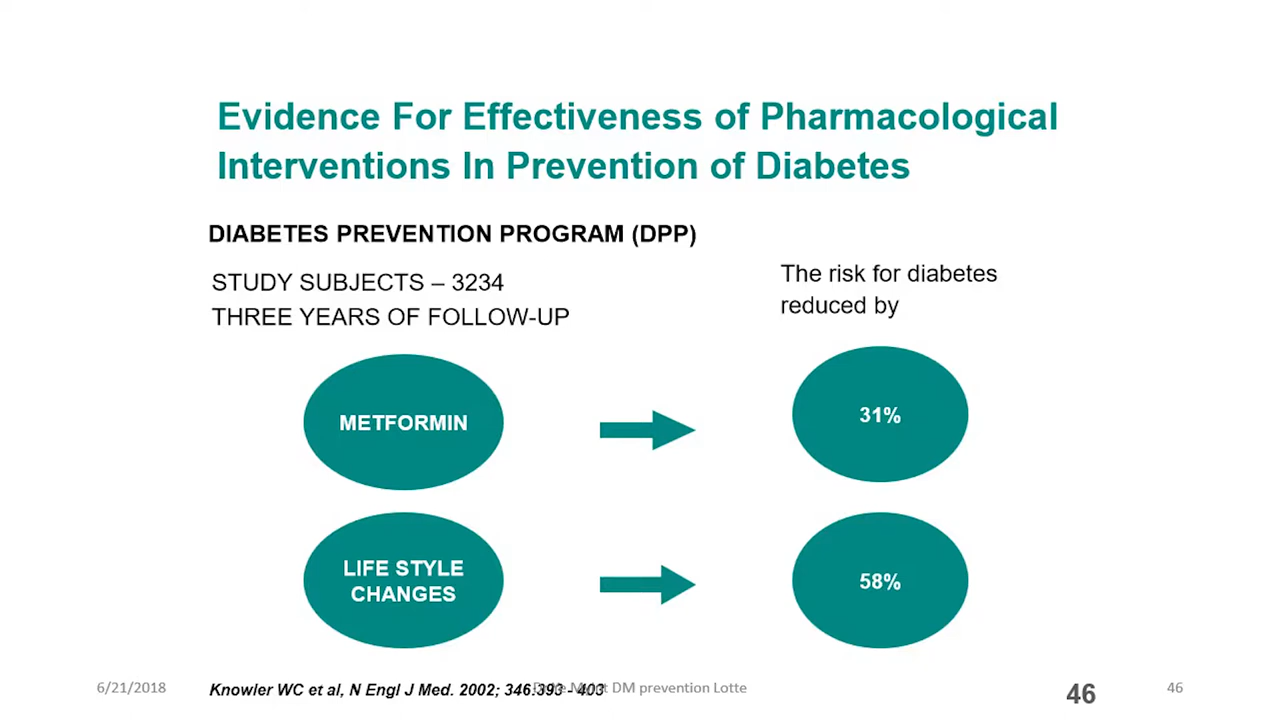 Evidence For Effectiveness of Pharmacological
Interventions In Prevention of Diabetes
DIABETES PREVENTION PROGRAM (DPP)
STUDY SUBJECTS – 3234
THREE YEARS OF FOLLOW-UP
The risk for diabetes
reduced by
METFORMIN
31%
LIFE STYLE
CHANGES
58%
6/21/2018
Knowler WC et al, N Engl J Med. 2002; 346:393 - 403
DM prevention Lotte
46
46